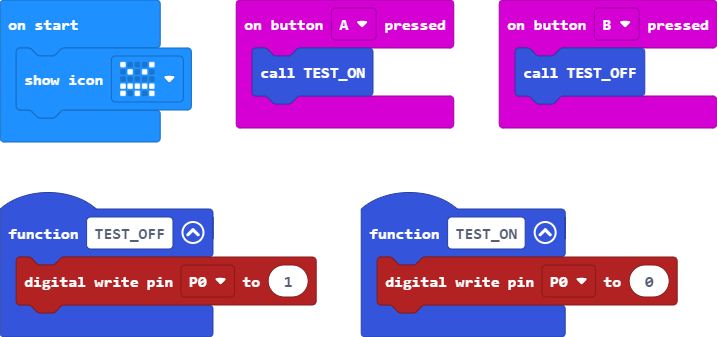 on start
show icon
on button A pressed
call TEST_ON
on button B pressed
call TEST_OFF
function TEST_OFF
digital write pin P0 to 1
function TEST_ON
digital write pin P0 to 0